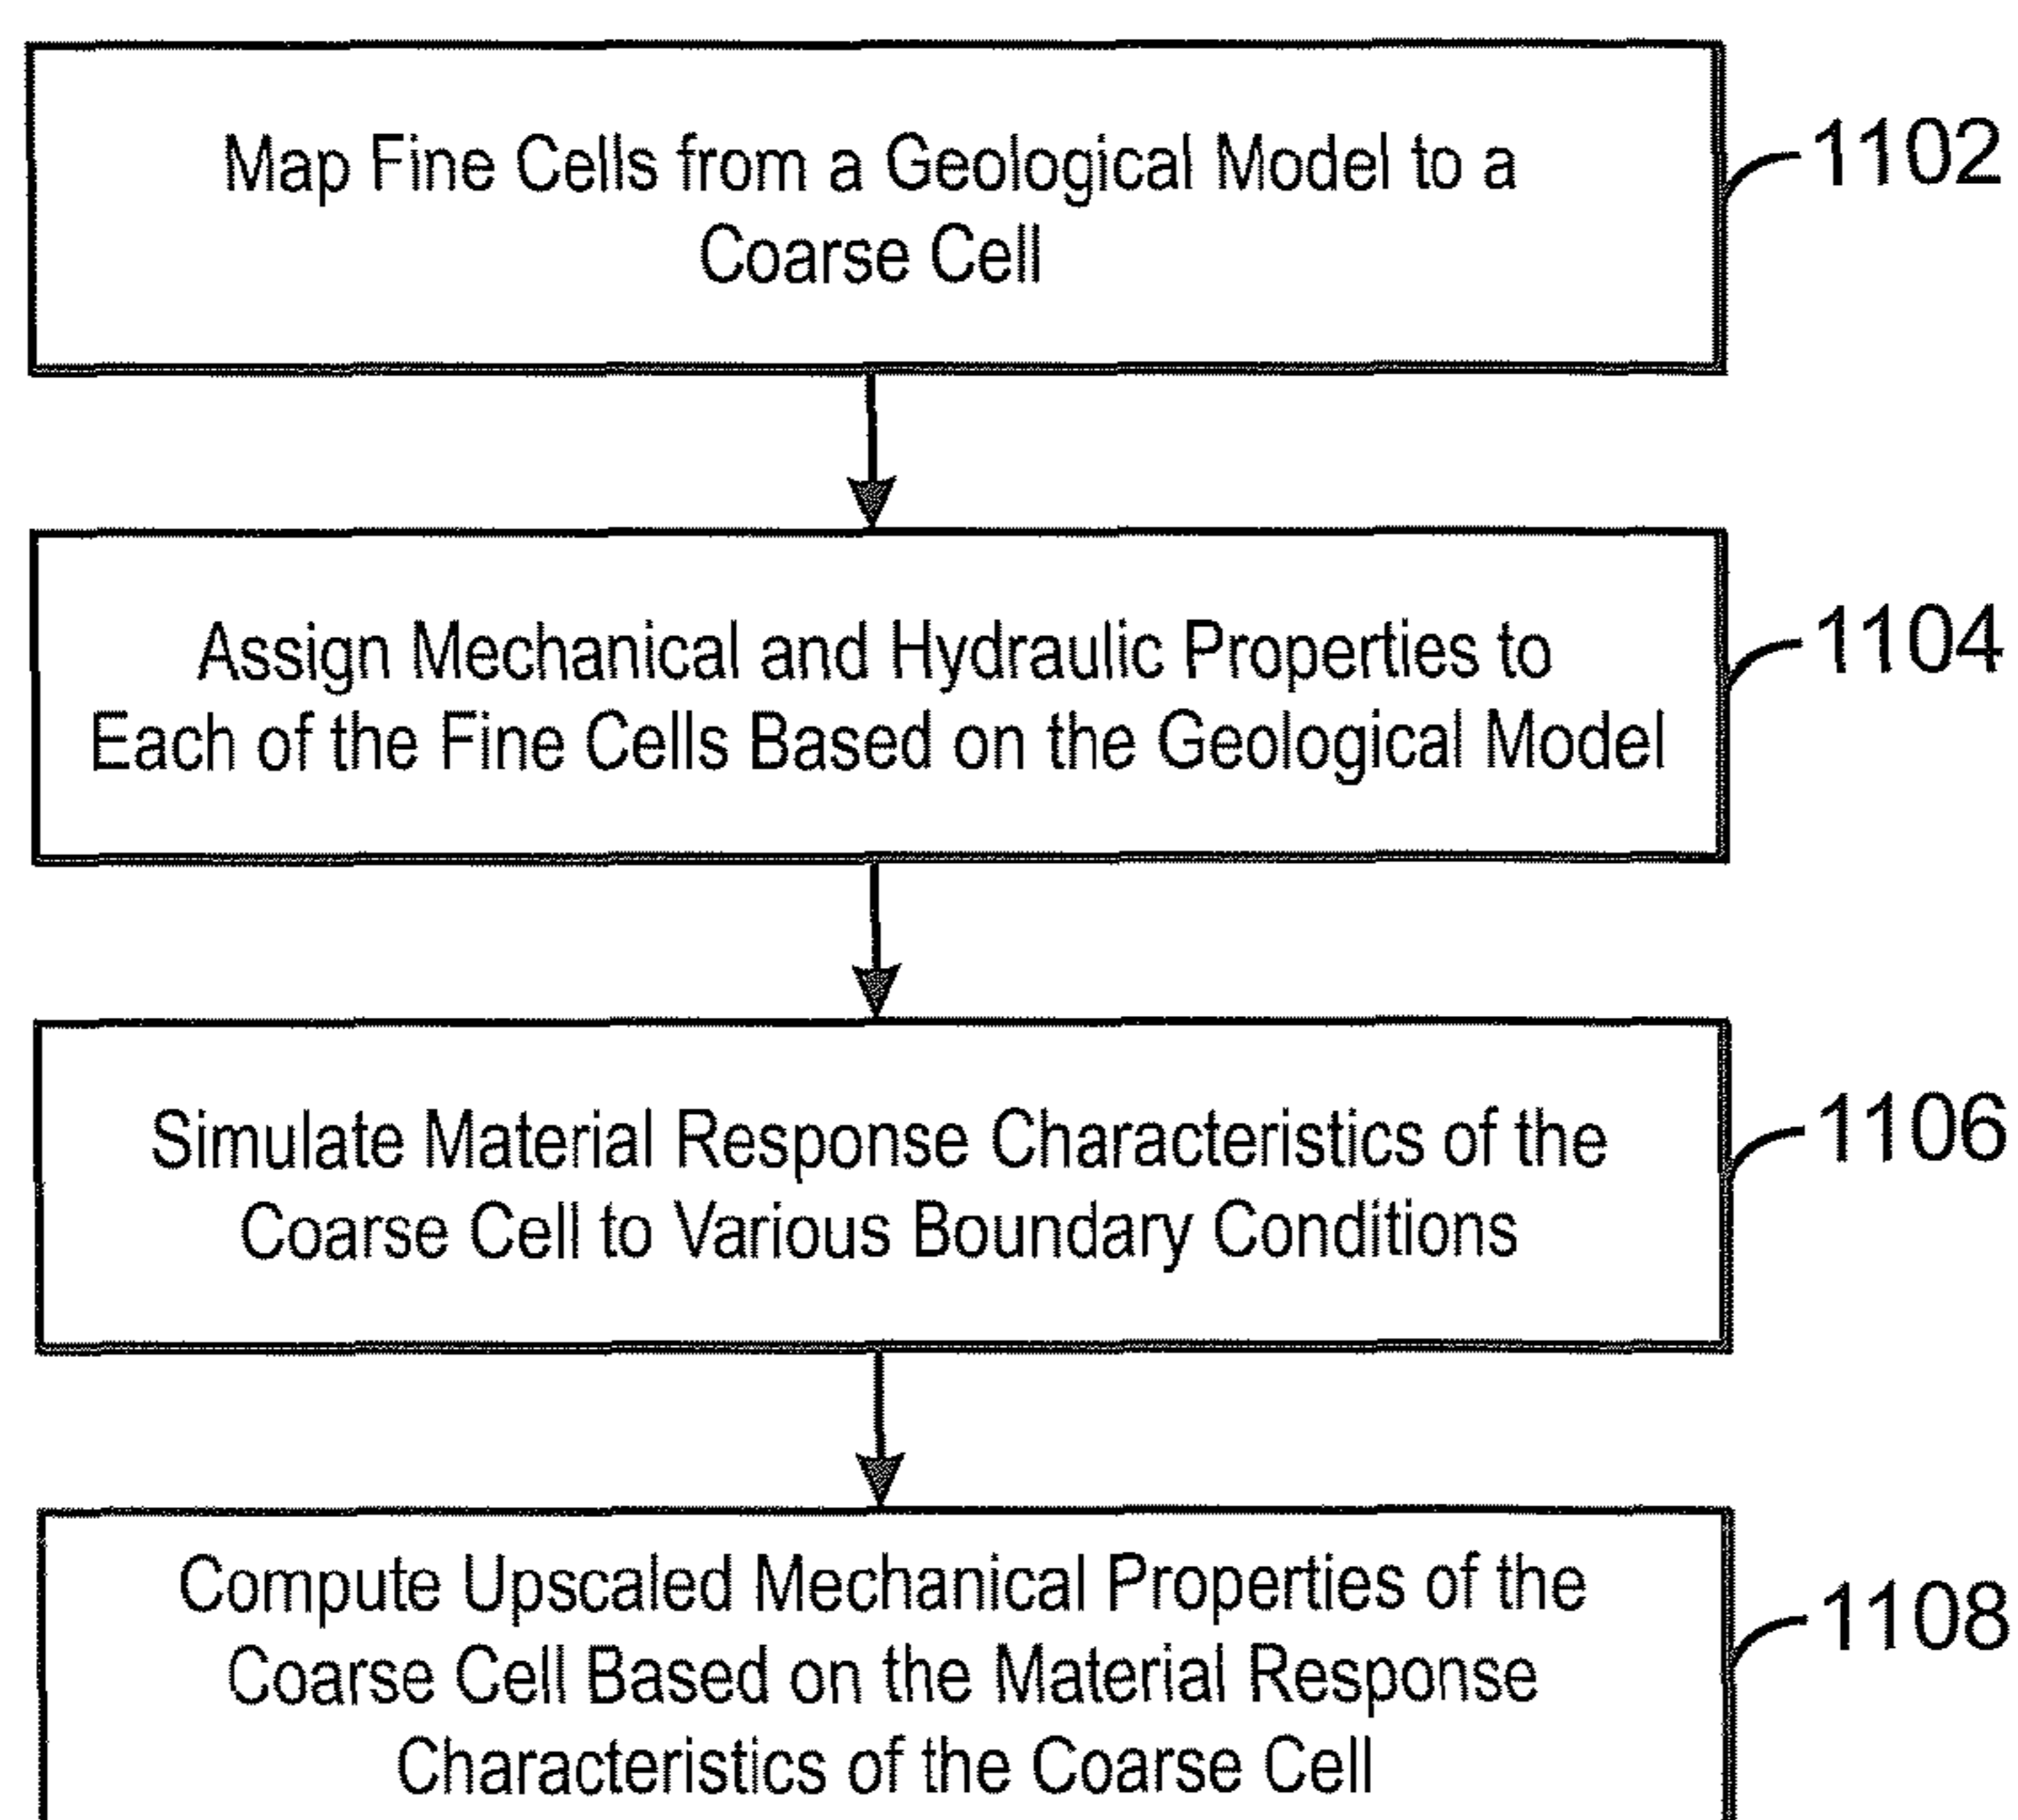 Map Fine Cells from a Geological Model to a
Coarse Cell
1102
Assign Mechanical and Hydraulic Properties to
Each of the Fine Cells Based on the Geological Model
1104
Simulate Material Response Characteristics of the
Coarse Cell to Various Boundary Conditions
1106
Compute Upscaled Mechanical Properties of the
Coarse Cell Based on the Material Response
Characteristics of the Coarse Cell
1108